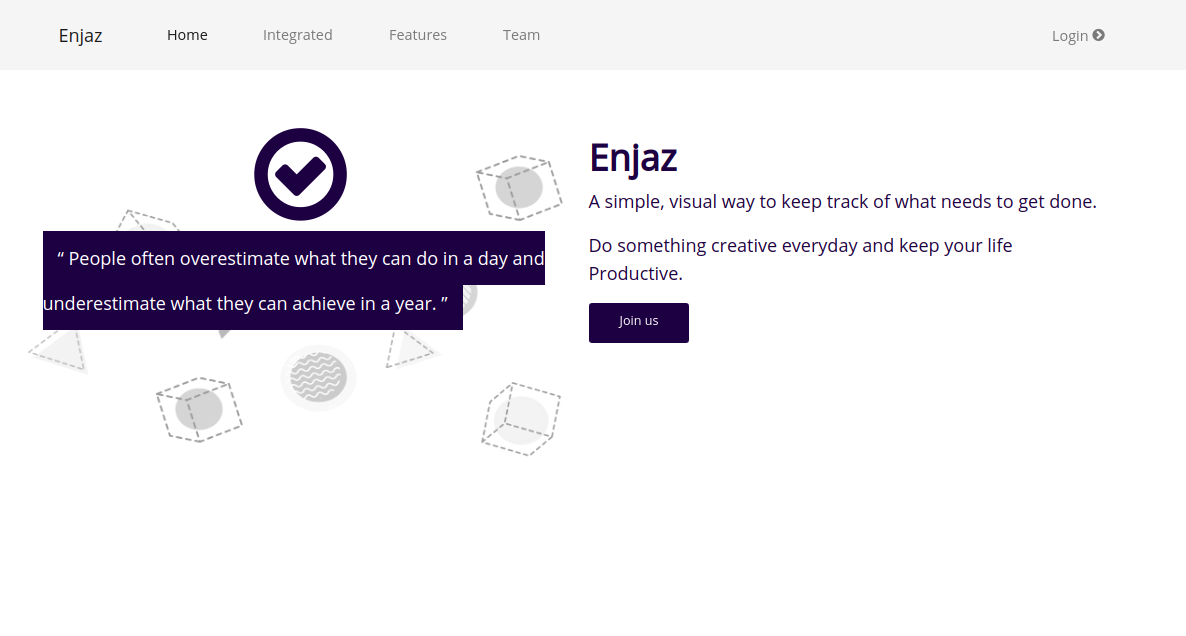 Enjaz
Home
Integrated
Features
Team
Login
“ People often overestimate what they can do in a day and
underestimate what they can achieve in a year. ”
Enjaz
A simple, visual way to keep track of what needs to get done.
Do something creative everyday and keep your life
Productive.
Join us